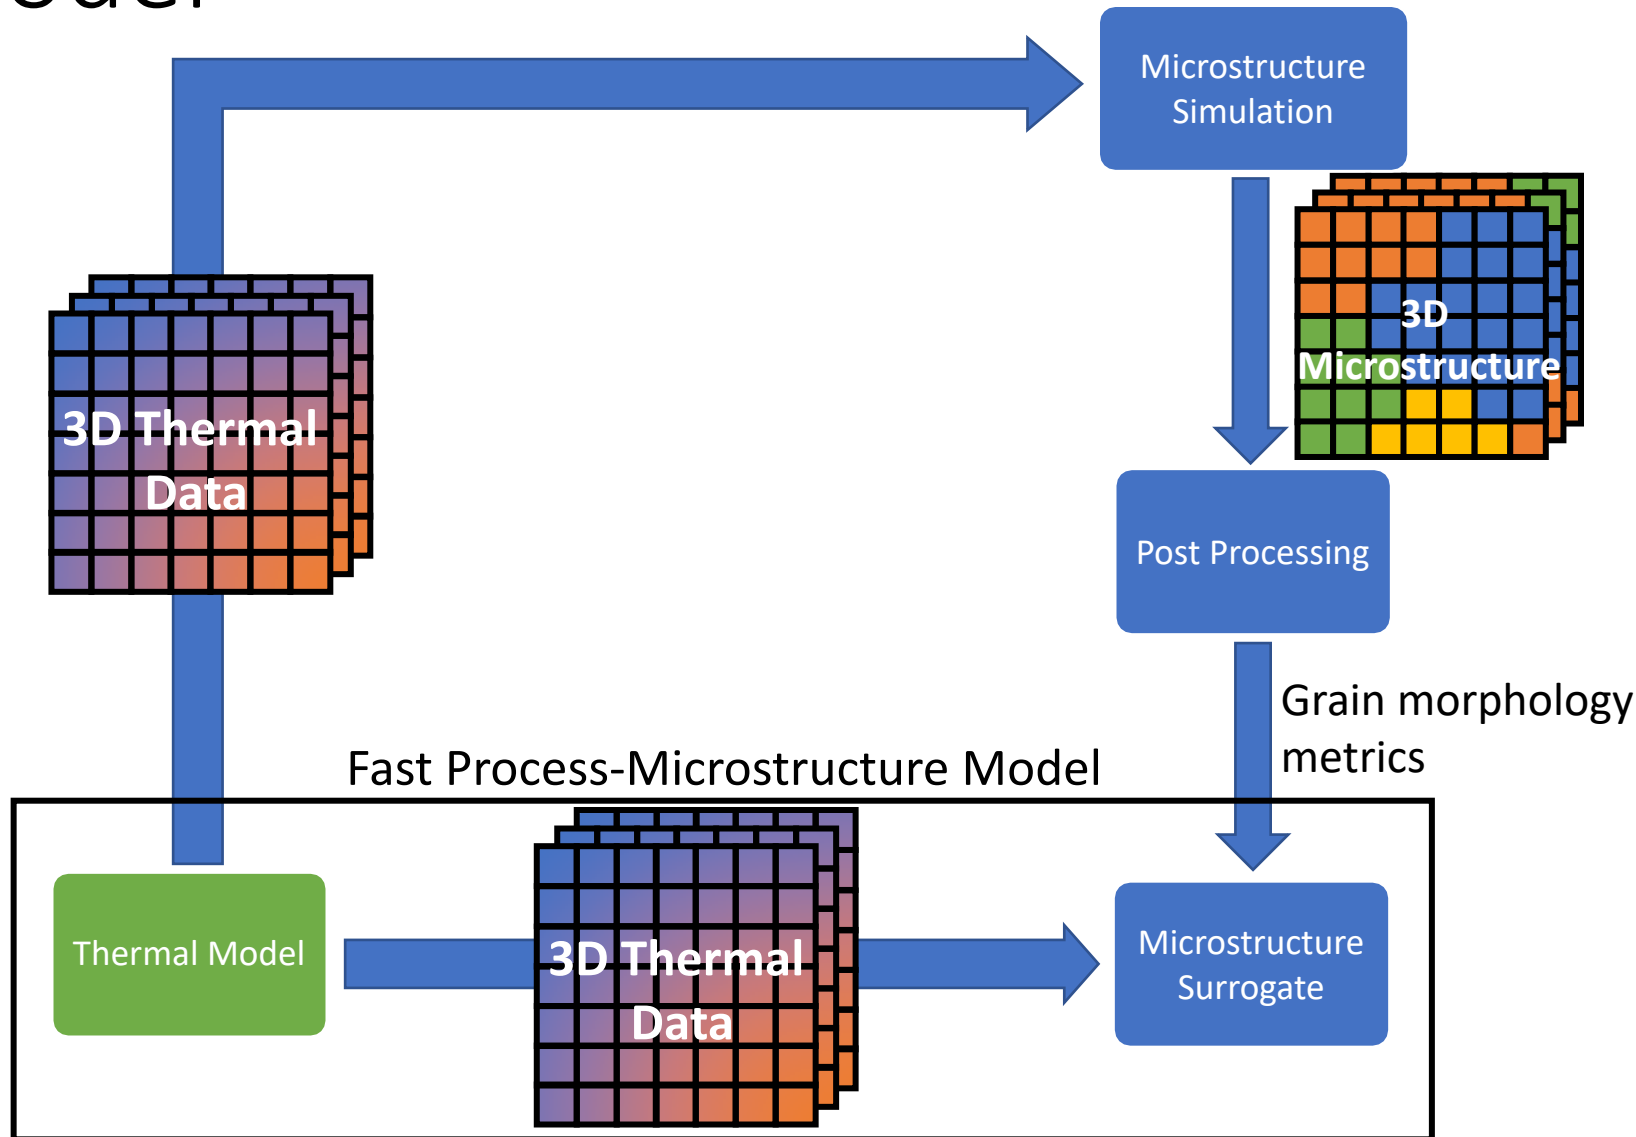 Microstructure
Simulation
3D
Microstructure
3D Thermal
Data
Post Processing
Grain morphology
metrics
Fast Process-Microstructure Model
Thermal Model
3D Thermal
Data
Microstructure
Surrogate